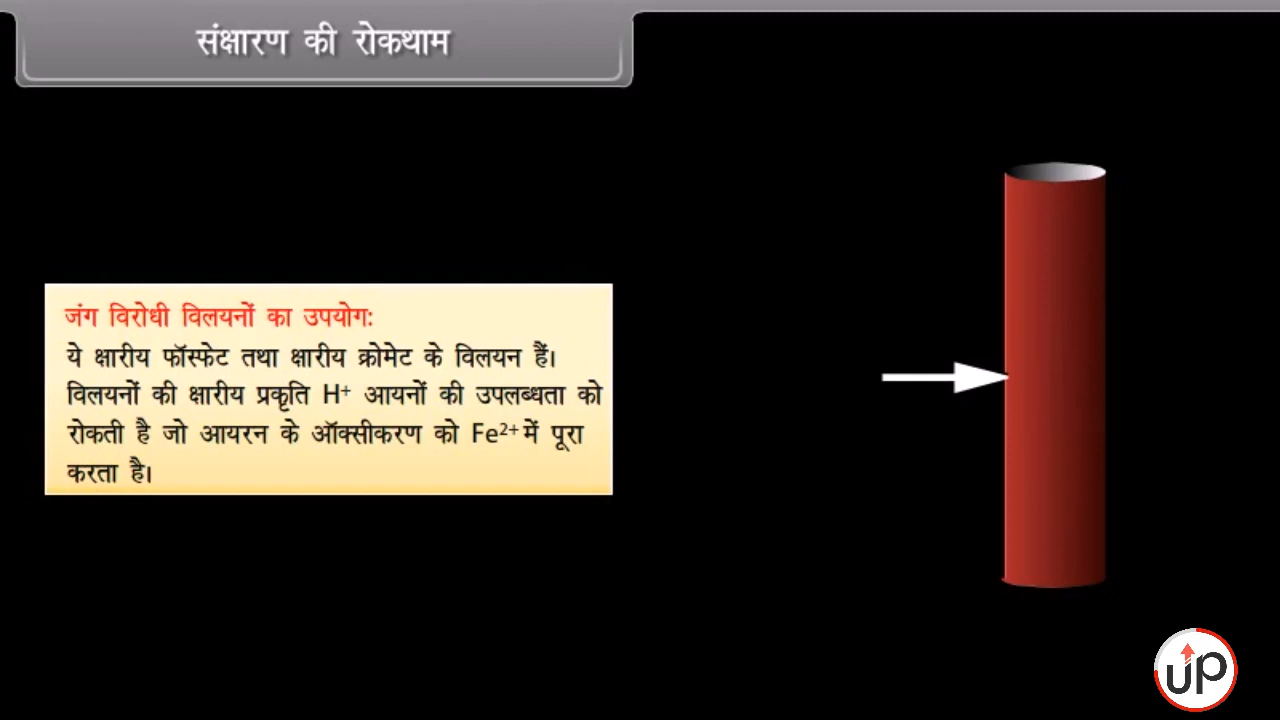 संक्षारण की रोकथाम
जंग विरोधी विलयनों का उपयोग:
ये क्षारीय फॉस्फेट तथा क्षारीय क्रोमेट के विलयन हैं।
विलयनों की क्षारीय प्रकृति H⁺ आयनों की उपलब्धता को
रोकती है जो आयरन के ऑक्सीकरण को Fe²⁺ में पूरा
करता है।
UP